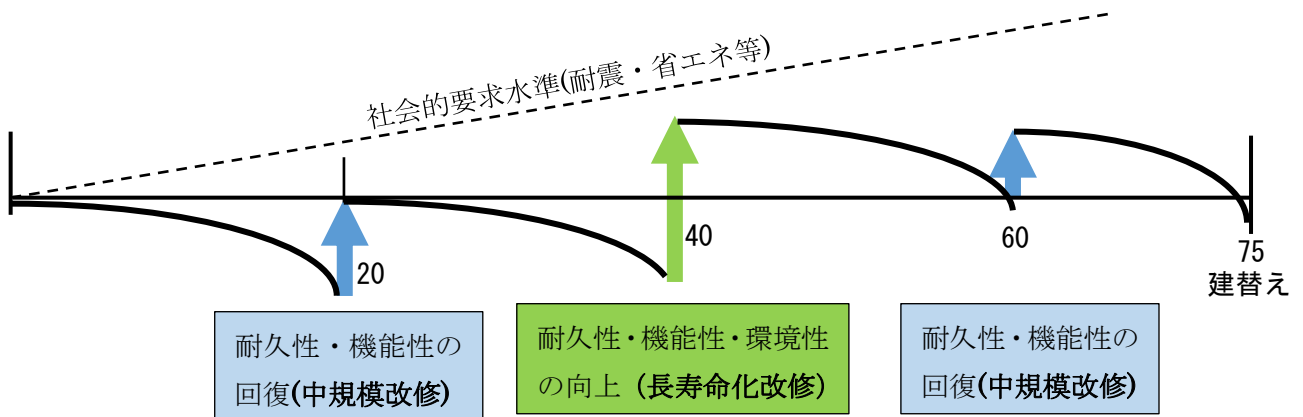 社会的要求水準(耐震・省エネ等)
20
40
60
75
建替え
耐久性・機能性の
回復(中規模改修)
耐久性・機能性・環境性
の向上（長寿命化改修）
耐久性・機能性の
回復(中規模改修)